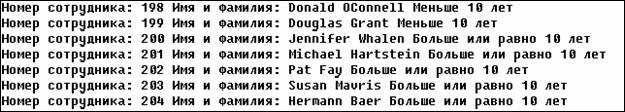 Номер сотрудника: 198 Имя и фамилия: Donald OConnell Меньше 10 лет
Номер сотрудника: 199 Имя и фамилия: Douglas Grant Меньше 10 лет
Номер сотрудника: 200 Имя и фамилия: Jennifer Whalen Больше или равно 10 лет
Номер сотрудника: 201 Имя и фамилия: Michael Hartstein Больше или равно 10 лет
Номер сотрудника: 202 Имя и фамилия: Pat Fay Больше или равно 10 лет
Номер сотрудника: 203 Имя и фамилия: Susan Mavris Больше или равно 10 лет
Номер сотрудника: 204 Имя и фамилия: Hermann Baer Больше или равно 10 лет